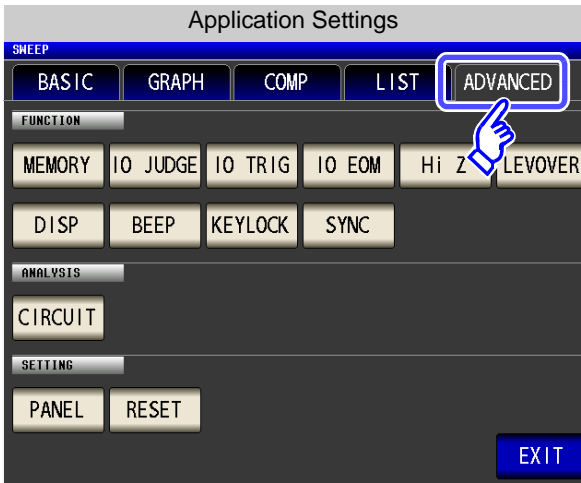 Application Settings
SWEEP
BASIC GRAPH COMP LIST ADVANCED
FUNCTION
MEMORY IO JUDGE IO TRIG IO EOM Hi Z LEVOVER
DISP BEEP KEYLOCK SYNC
ANALYSIS
CIRCUIT
SETTING
PANEL RESET
EXIT